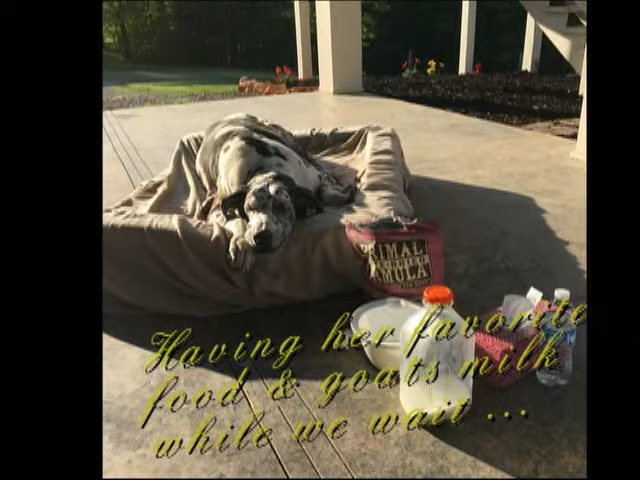 PRIMAL
FORMULA
Having her favorite
food & goats milk
while we wait ...